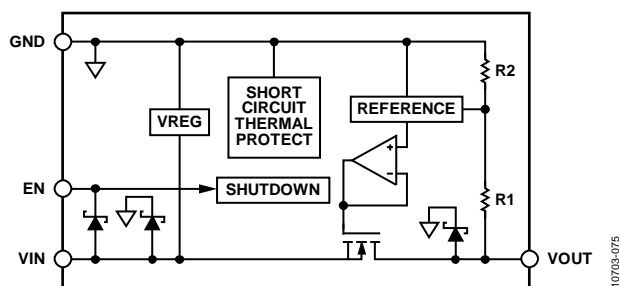 GND
R2
SHORT
CIRCUIT
THERMAL
PROTECT
VREG
REFERENCE
+
–
EN
SHUTDOWN
R1
VIN
VOUT
10703-075